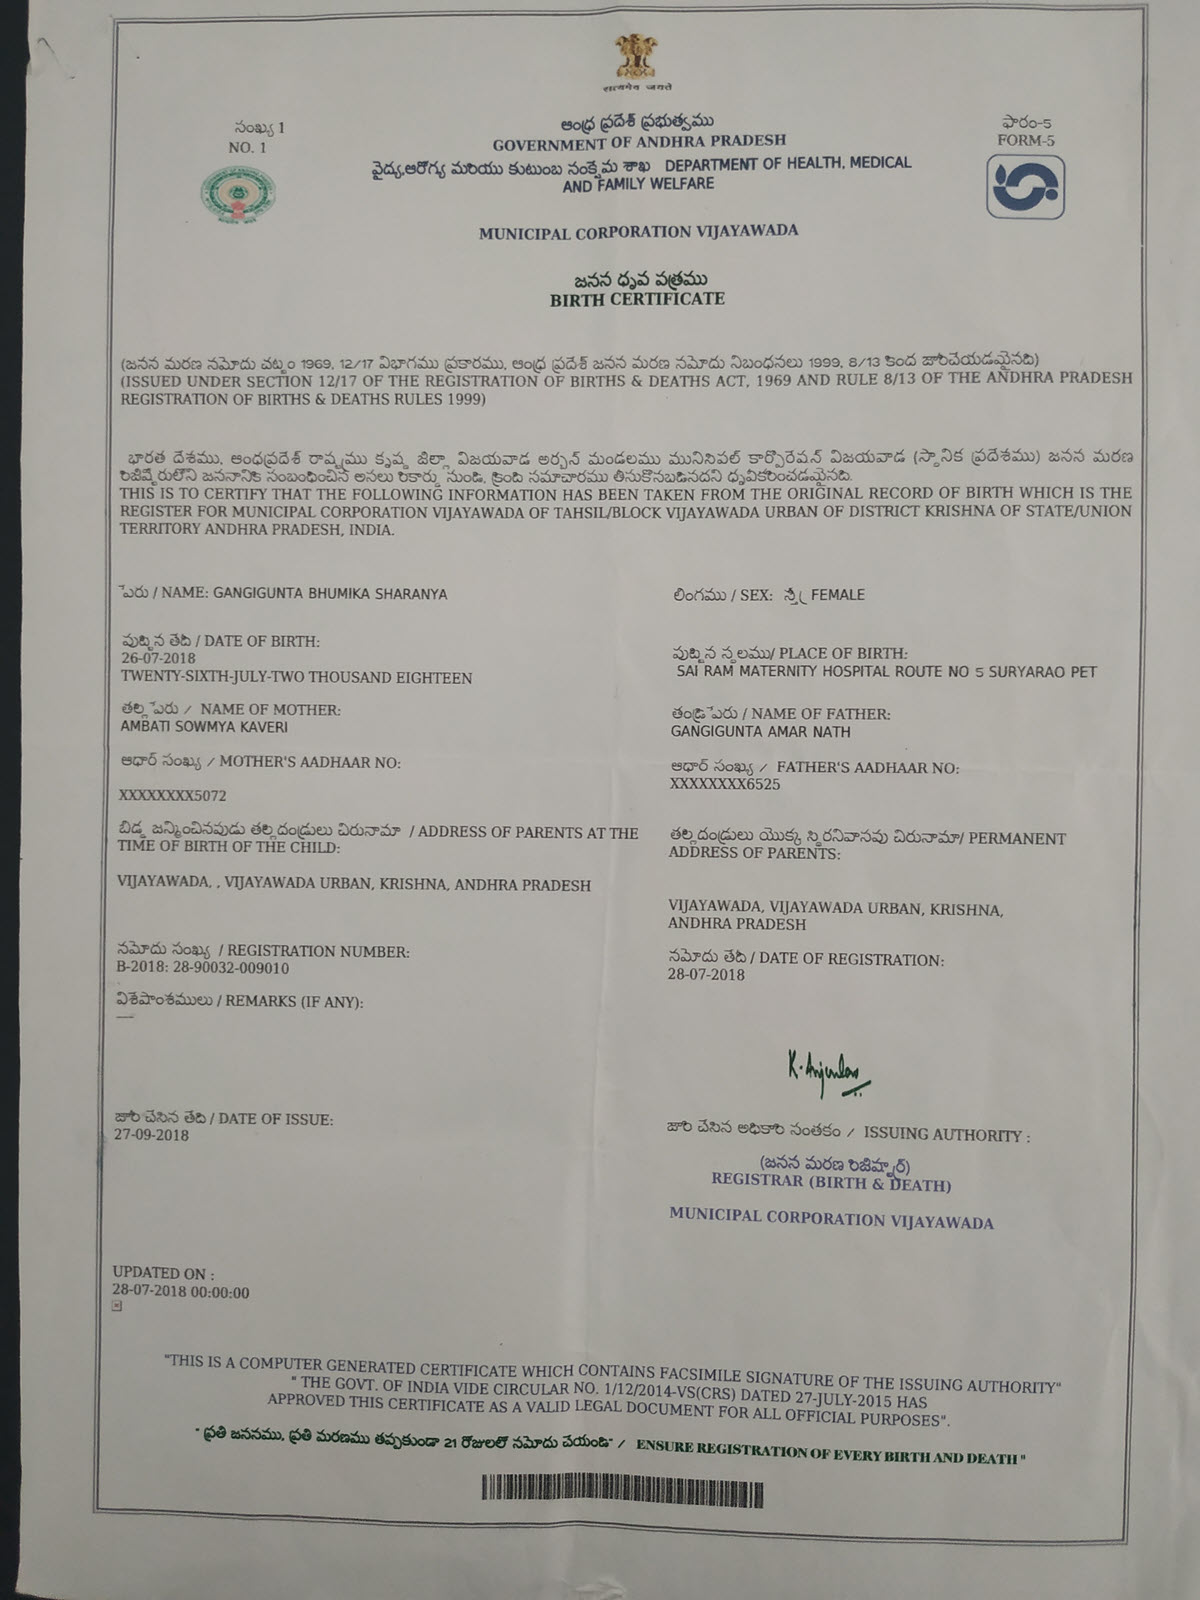 सत्यमेव जयते
సంఖ్య 1
NO. 1
ఆంధ్ర ప్రదేశ్ ప్రభుత్వము
GOVERNMENT OF ANDHRA PRADESH
వైద్య,ఆరోగ్య మరియు కుటుంబ సంక్షేమ శాఖ DEPARTMENT OF HEALTH, MEDICAL
AND FAMILY WELFARE
ఫారం-5
FORM-5
MUNICIPAL CORPORATION VIJAYAWADA
జనన ధృవ పత్రము
BIRTH CERTIFICATE
(జనన మరణ నమోదు చట్టం 1969, 12/17 విభాగము ప్రకారము, ఆంధ్ర ప్రదేశ్ జనన మరణ నమోదు నిబంధనలు 1999, 8/13 కింద జారిచేయడమైనది)
(ISSUED UNDER SECTION 12/17 OF THE REGISTRATION OF BIRTHS & DEATHS ACT, 1969 AND RULE 8/13 OF THE ANDHRA PRADESH
REGISTRATION OF BIRTHS & DEATHS RULES 1999)
భారత దేశము, ఆంధప్రదేశ్ రాష్ట్రము కృష్ణ జిల్లా విజయవాడ అర్బన్ మండలము మునిసిపల్ కార్పొరేషన్ విజయవాడ (స్థానిక ప్రదేశము) జనన మరణ
రిజిష్టేరులోని జననానికి సంబంధించిన అసలు రికార్డు నుండి, క్రింది సమాచారము తీసుకొనబడినదని ధృవికరించడమైనది.
THIS IS TO CERTIFY THAT THE FOLLOWING INFORMATION HAS BEEN TAKEN FROM THE ORIGINAL RECORD OF BIRTH WHICH IS THE
REGISTER FOR MUNICIPAL CORPORATION VIJAYAWADA OF TAHSIL/BLOCK VIJAYAWADA URBAN OF DISTRICT KRISHNA OF STATE/UNION
TERRITORY ANDHRA PRADESH, INDIA.
పేరు / NAME: GANGIGUNTA BHUMIKA SHARANYA
లింగము / SEX: స్త్రీ FEMALE
పుట్టిన తేది / DATE OF BIRTH:
26-07-2018
TWENTY-SIXTH-JULY-TWO THOUSAND EIGHTEEN
పుట్టిన స్థలము/ PLACE OF BIRTH:
SAI RAM MATERNITY HOSPITAL ROUTE NO 5 SURYARAO PET
తల్లి పేరు / NAME OF MOTHER:
AMBATI SOWMYA KAVERI
తండ్రి పేరు / NAME OF FATHER:
GANGIGUNTA AMAR NATH
ఆధార్ సంఖ్య / MOTHER'S AADHAAR NO:
XXXXXXXX5072
ఆధార్ సంఖ్య / FATHER'S AADHAAR NO:
XXXXXXXX6525
బిడ్డ జన్మించినపుడు తల్లిదండ్రులు చిరునామా / ADDRESS OF PARENTS AT THE
TIME OF BIRTH OF THE CHILD:
VIJAYAWADA, , VIJAYAWADA URBAN, KRISHNA, ANDHRA PRADESH
తల్లిదండ్రులు యొక్క స్థిరనివాసపు చిరునామా/ PERMANENT
ADDRESS OF PARENTS:
VIJAYAWADA, VIJAYAWADA URBAN, KRISHNA,
ANDHRA PRADESH
నమోదు సంఖ్య / REGISTRATION NUMBER:
B-2018: 28-90032-009010
నమోదు తేది / DATE OF REGISTRATION:
28-07-2018
విశేషాంశములు / REMARKS (IF ANY):
జారి చేసిన తేది / DATE OF ISSUE:
27-09-2018
జారి చేసిన అధికారి సంతకం / ISSUING AUTHORITY :
(జనన మరణ రిజిష్ట్రార్)
REGISTRAR (BIRTH & DEATH)
MUNICIPAL CORPORATION VIJAYAWADA
UPDATED ON :
28-07-2018 00:00:00
"THIS IS A COMPUTER GENERATED CERTIFICATE WHICH CONTAINS FACSIMILE SIGNATURE OF THE ISSUING AUTHORITY"
" THE GOVT. OF INDIA VIDE CIRCULAR NO. 1/12/2014-VS(CRS) DATED 27-JULY-2015 HAS
APPROVED THIS CERTIFICATE AS A VALID LEGAL DOCUMENT FOR ALL OFFICIAL PURPOSES".
" ప్రతి జననము, ప్రతి మరణము తప్పకుండా 21 రోజులలో నమోదు చేయండి" / ENSURE REGISTRATION OF EVERY BIRTH AND DEATH "